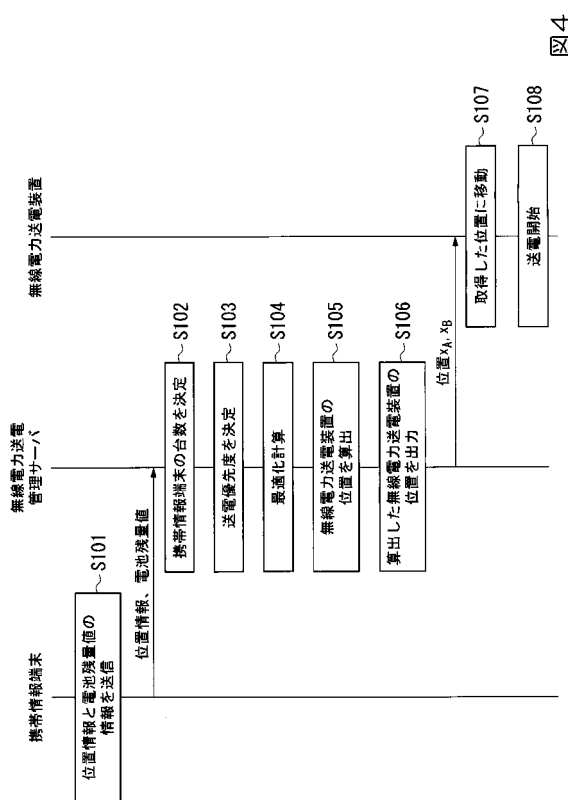 図4
携帯情報端末
無線電力送電
管理サーバ
無線電力送電装置
位置情報と電池残量値の
情報を送信
S101
位置情報、電池残量値
携帯情報端末の台数を決定
S102
送電優先度を決定
S103
最適化計算
S104
無線電力送電装置の
位置を算出
S105
算出した無線電力送電装置の
位置を出力
S106
位置XA, XB
取得した位置に移動
S107
送電開始
S108